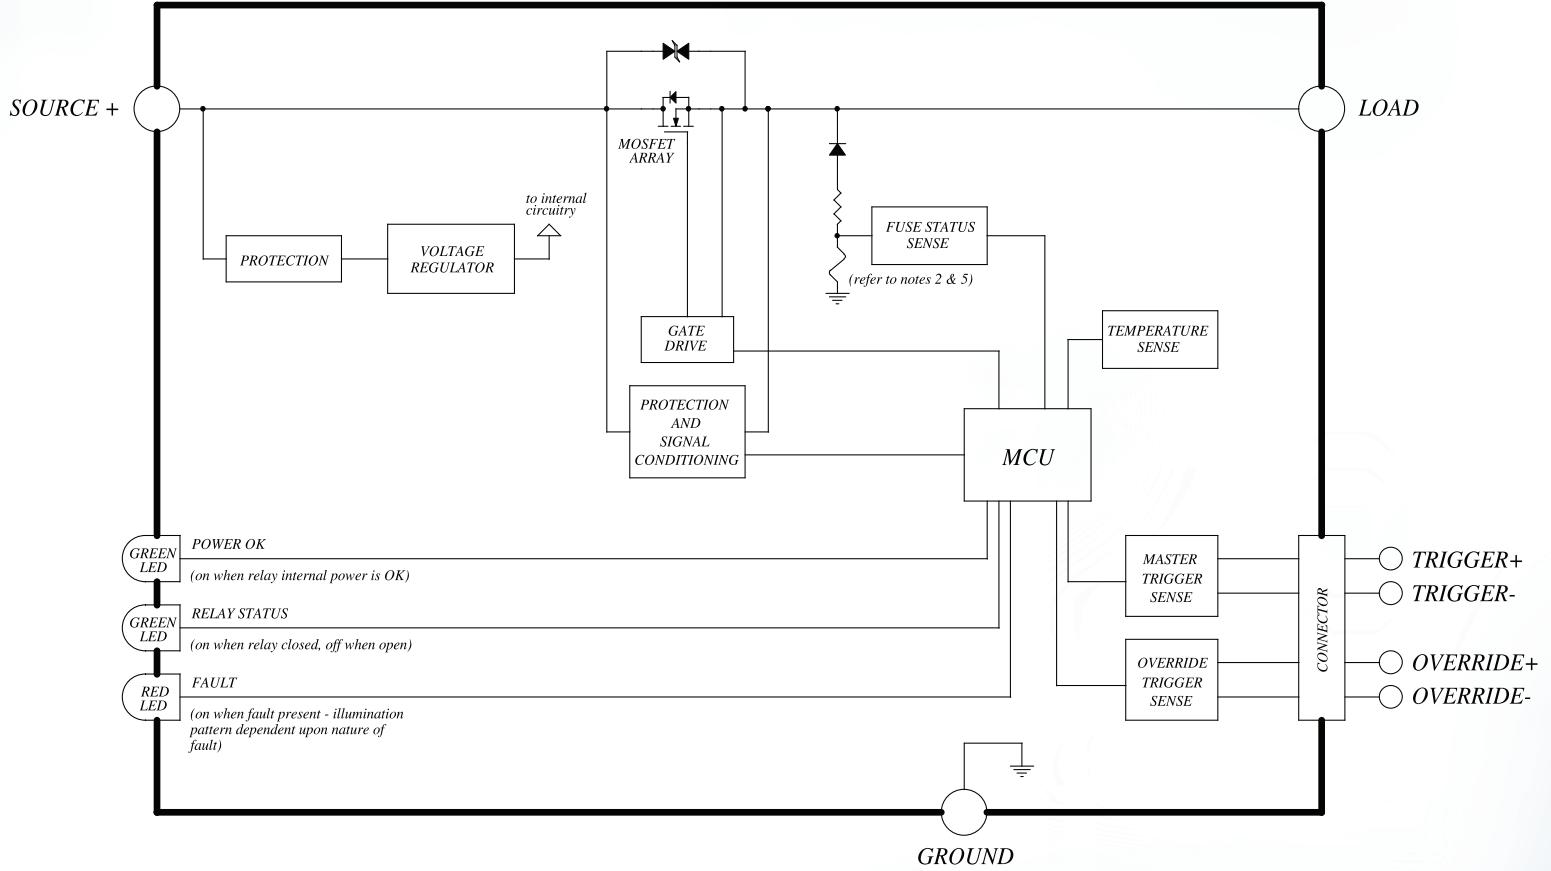 SOURCE +
LOAD
MOSFET
ARRAY
to internal
circuitry
PROTECTION
VOLTAGE
REGULATOR
FUSE STATUS
SENSE
(refer to notes 2 & 5)
GATE
DRIVE
TEMPERATURE
SENSE
PROTECTION
AND
SIGNAL
CONDITIONING
MCU
GREEN
LED
POWER OK
(on when relay internal power is OK)
GREEN
LED
RELAY STATUS
(on when relay closed, off when open)
RED
LED
FAULT
(on when fault present - illumination
pattern dependent upon nature of
fault)
MASTER
TRIGGER
SENSE
OVERRIDE
TRIGGER
SENSE
CONNECTOR
TRIGGER+
TRIGGER-
OVERRIDE+
OVERRIDE-
GROUND